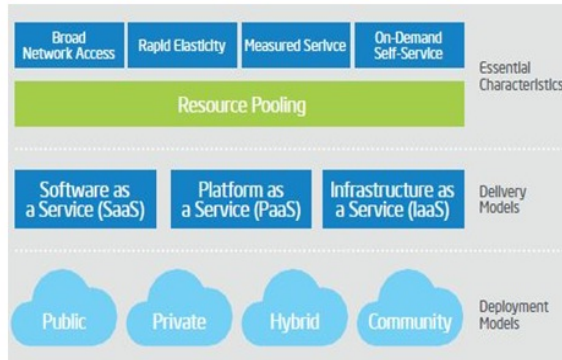 Broad
Network Access
Rapid Elasticity
Measured Serivce
On-Demand
Self-Service
Essential
Characteristics
Resource Pooling
Software as
a Service (SaaS)
Platform as
a Service (PaaS)
Infrastructure as
a Service (IaaS)
Delivery
Models
Public
Private
Hybrid
Community
Deployment
Models